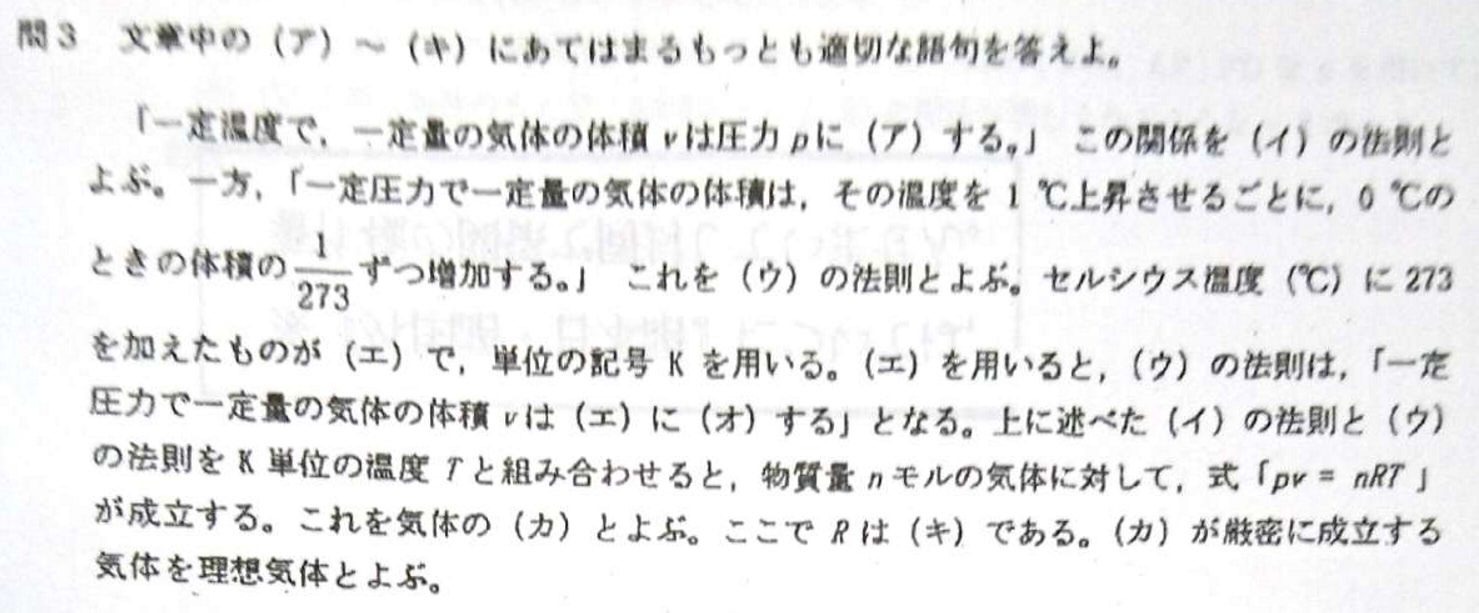 問3 文章中の（ア）～（キ）にあてはまるもっとも適切な語句を答えよ。
「一定温度で，一定量の気体の体積 v は圧力 p に（ア）する。」 この関係を（イ）の法則と
よぶ。一方，「一定圧力で一定量の気体の体積は，その温度を 1 ℃上昇させるごとに，0 ℃の
ときの体積の 1/273 ずつ増加する。」 これを（ウ）の法則とよぶ。セルシウス温度（℃）に 273
を加えたものが（エ）で，単位の記号 K を用いる。（エ）を用いると，（ウ）の法則は，「一定
圧力で一定量の気体の体積 v は（エ）に（オ）する」となる。上に述べた（イ）の法則と（ウ）
の法則を K 単位の温度 T と組み合わせると，物質量 n モルの気体に対して，式「pv = nRT 」
が成立する。これを気体の（カ）とよぶ。ここで R は（キ）である。（カ）が厳密に成立する
気体を理想気体とよぶ。